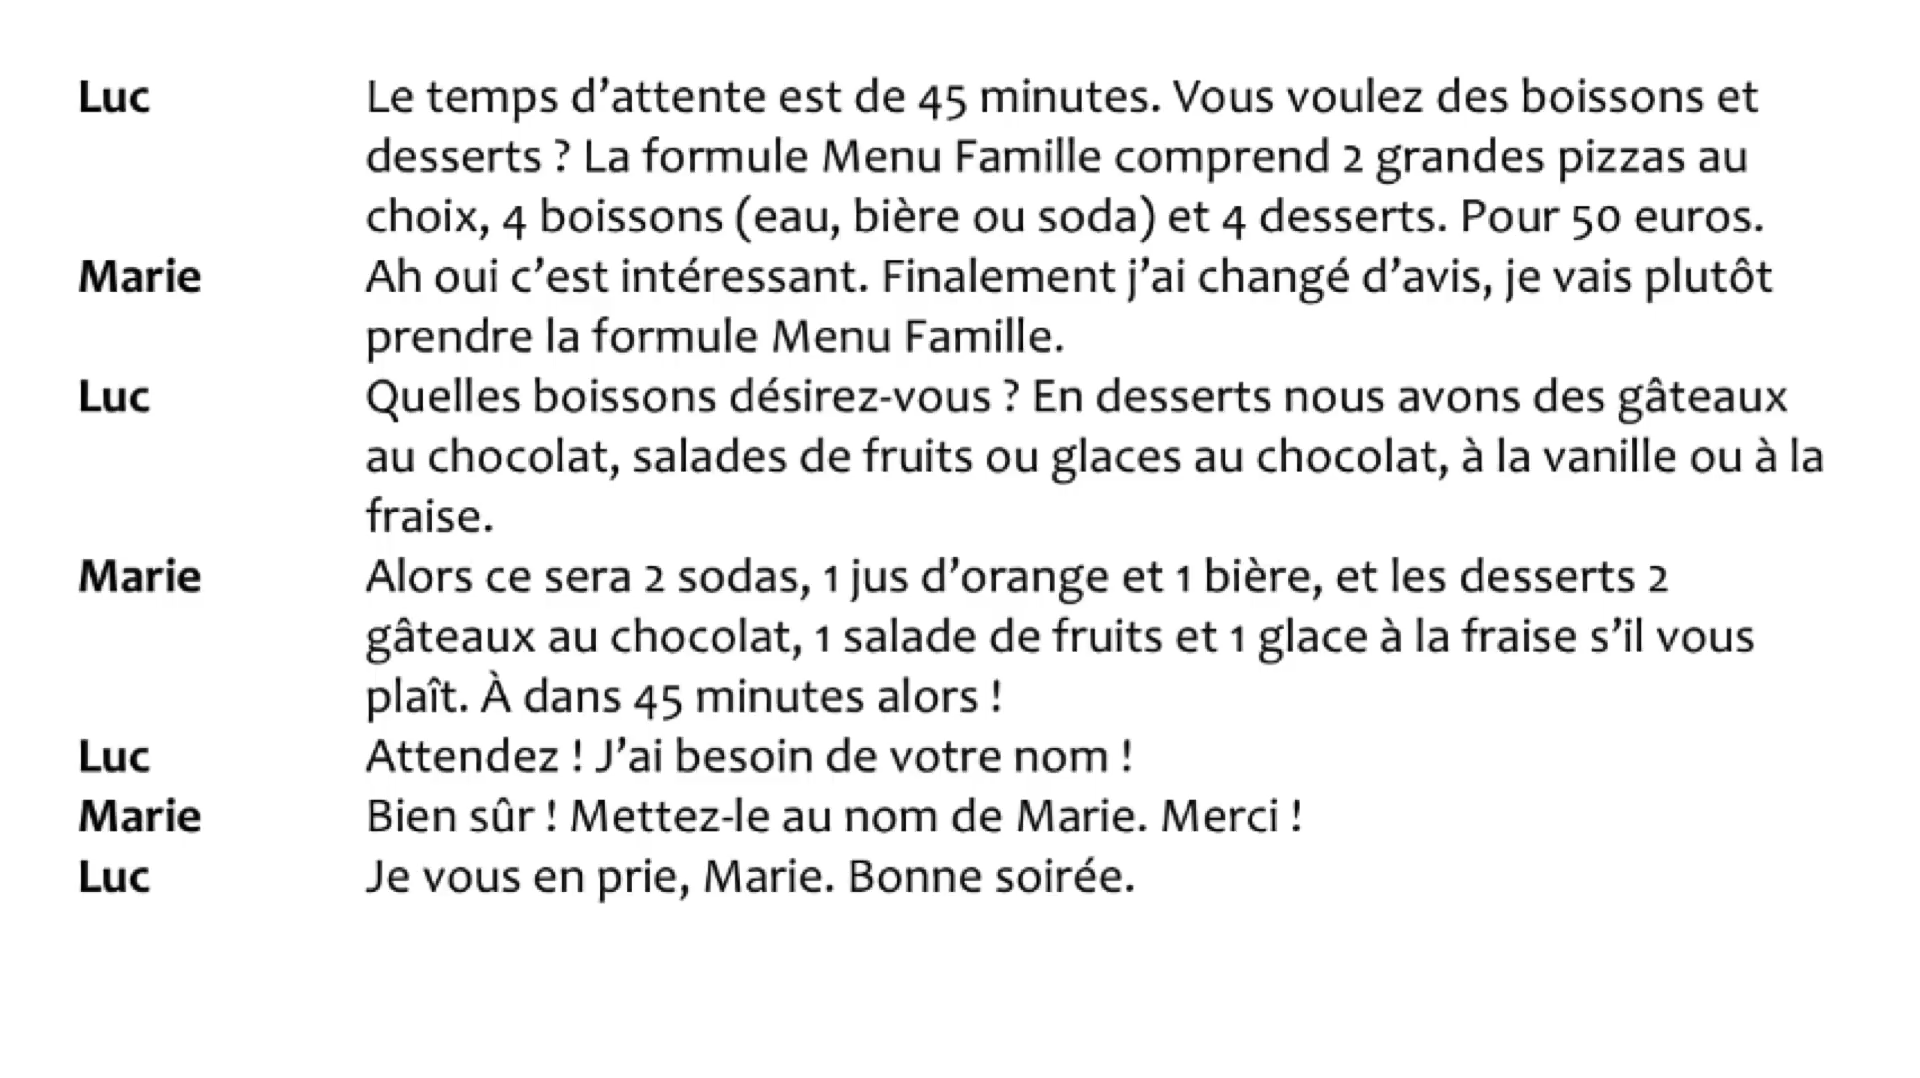 Luc Le temps d’attente est de 45 minutes. Vous voulez des boissons et
desserts ? La formule Menu Famille comprend 2 grandes pizzas au
choix, 4 boissons (eau, bière ou soda) et 4 desserts. Pour 50 euros.
Marie Ah oui c’est intéressant. Finalement j’ai changé d’avis, je vais plutôt
prendre la formule Menu Famille.
Luc Quelles boissons désirez-vous ? En desserts nous avons des gâteaux
au chocolat, salades de fruits ou glaces au chocolat, à la vanille ou à la
fraise.
Marie Alors ce sera 2 sodas, 1 jus d’orange et 1 bière, et les desserts 2
gâteaux au chocolat, 1 salade de fruits et 1 glace à la fraise s’il vous
plaît. À dans 45 minutes alors !
Luc Attendez ! J’ai besoin de votre nom !
Marie Bien sûr ! Mettez-le au nom de Marie. Merci !
Luc Je vous en prie, Marie. Bonne soirée.